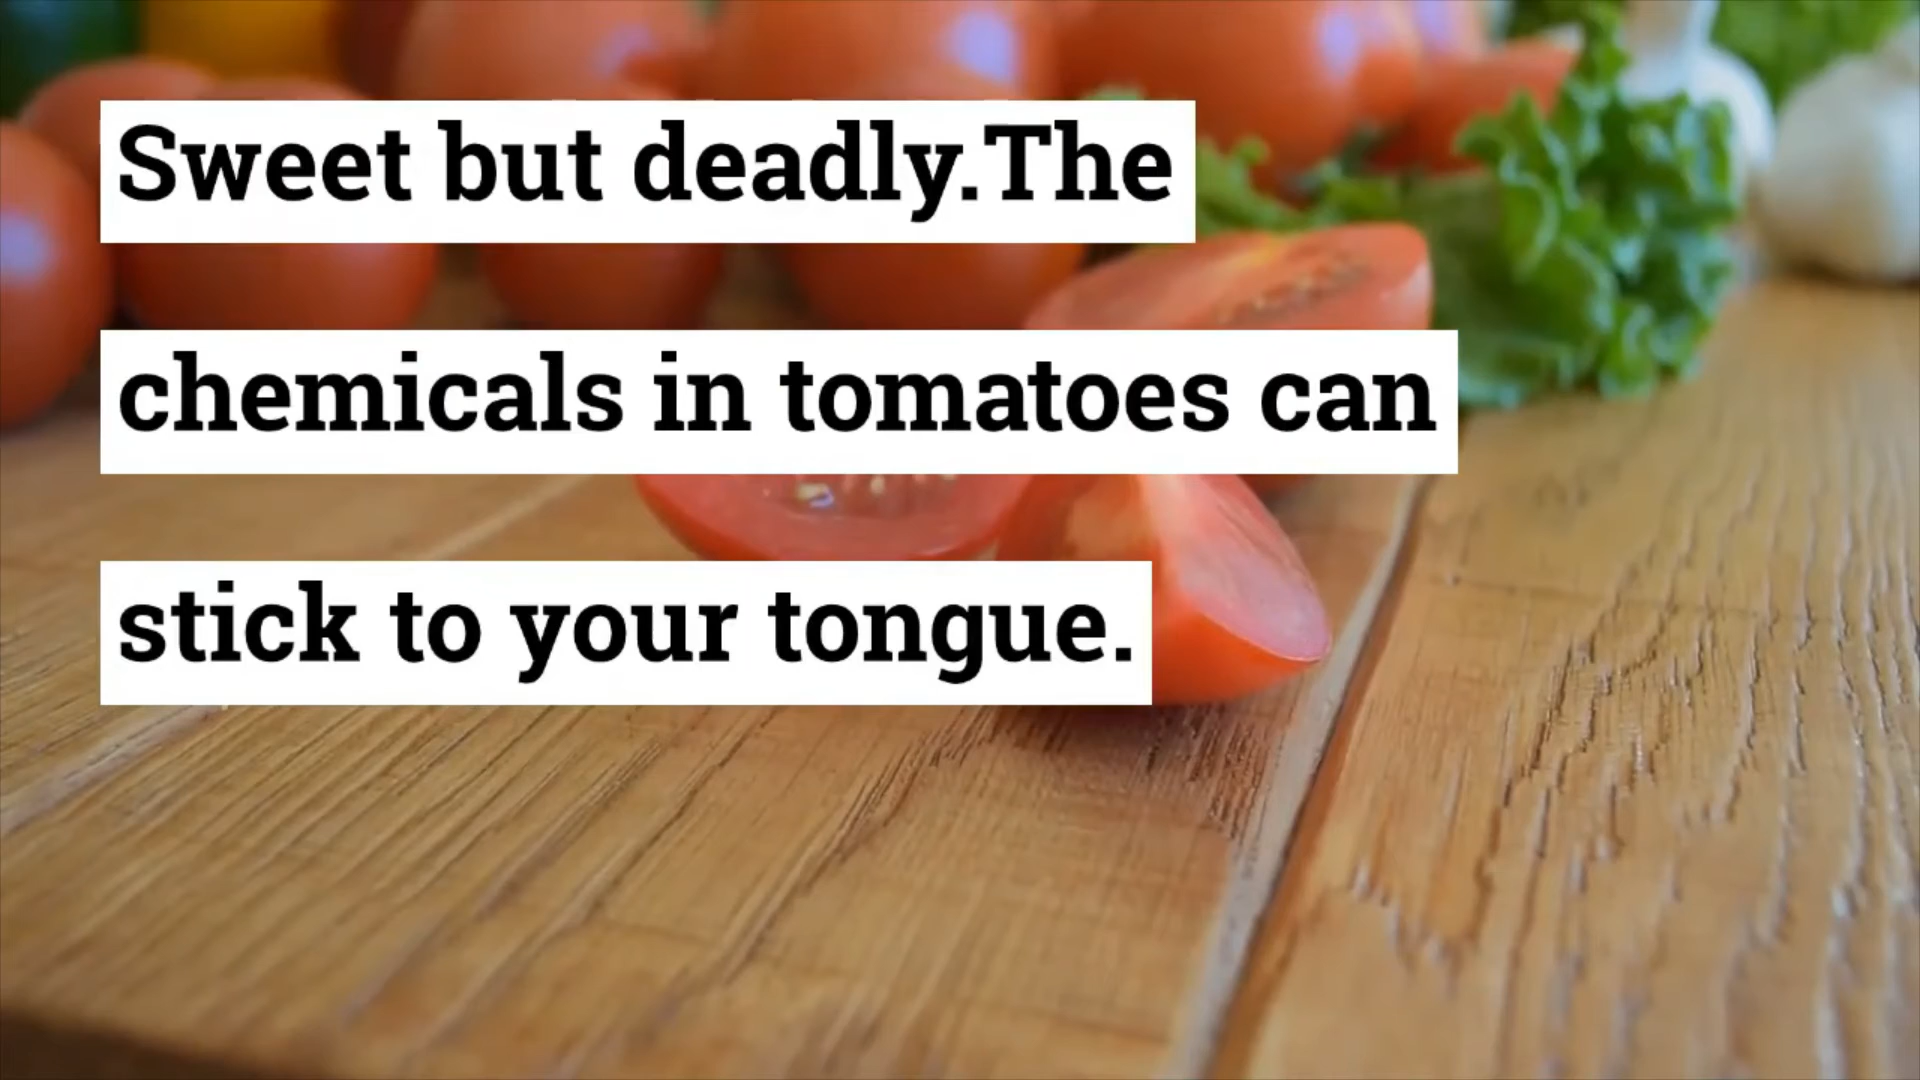 Sweet but deadly.The
chemicals in tomatoes can
stick to your tongue.